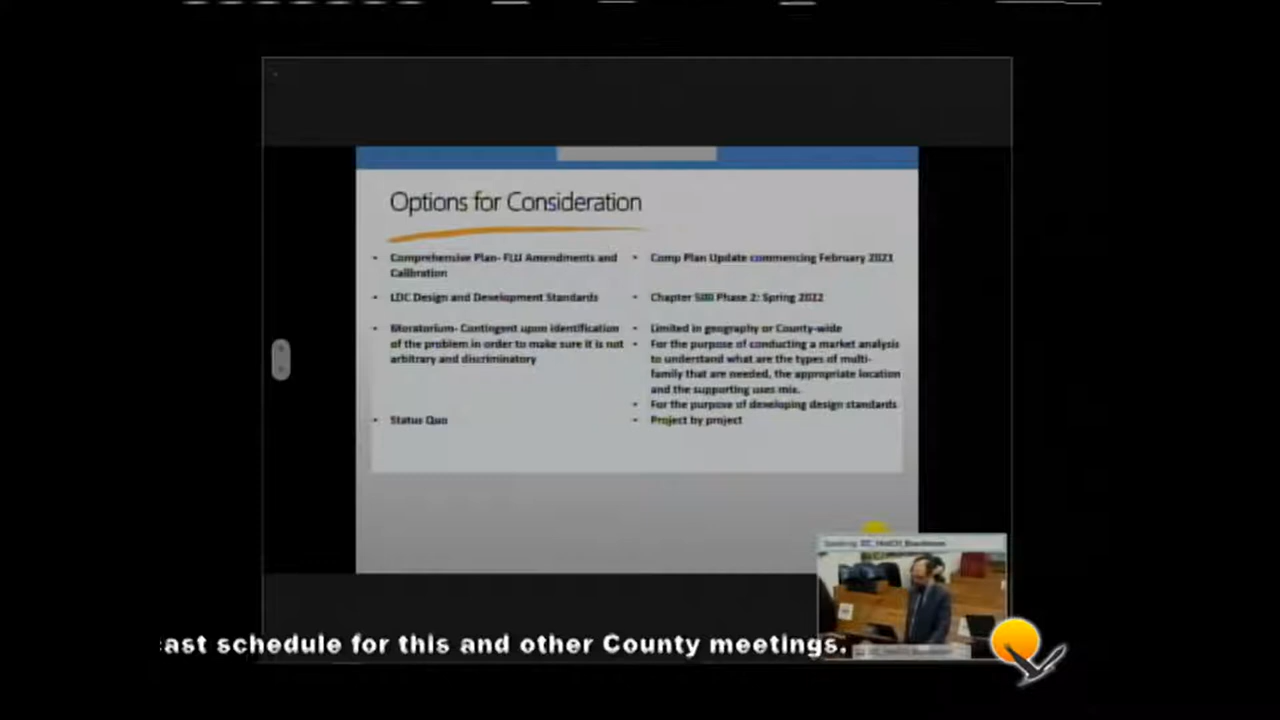 Options for Consideration
• Comprehensive Plan- FLU Amendments and
Calibration
• Comp Plan Update commencing February 2021
• LDC Design and Development Standards
• Chapter 500 Phase 2: Spring 2022
• Moratorium- Contingent upon identification
of the problem in order to make sure it is not
arbitrary and discriminatory
• Limited in geography or County-wide
• For the purpose of conducting a market analysis
to understand what are the types of multi-
family that are needed, the appropriate location
and the supporting uses mix.
• For the purpose of developing design standards
• Status Quo
• Project by project
ast schedule for this and other County meetings.